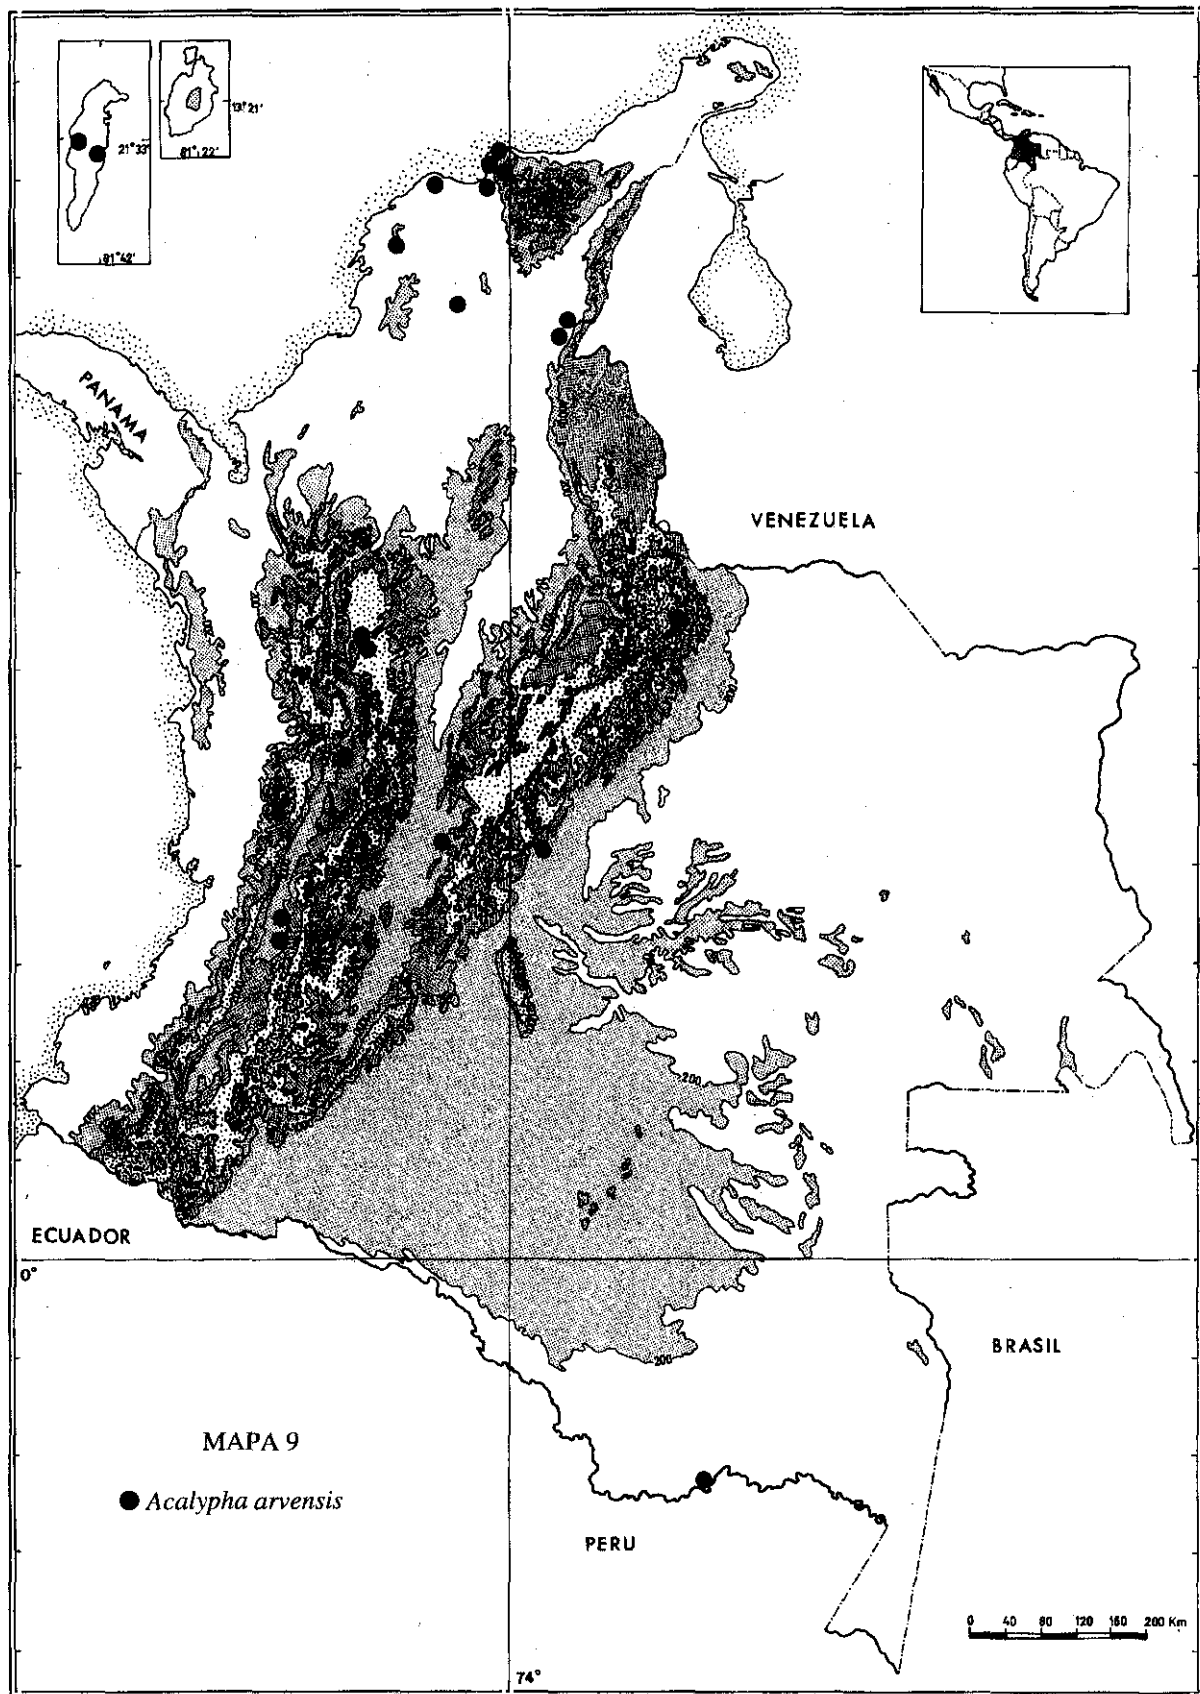 13° 21'
21° 33'
81° 22'
81° 42'
PANAMA
VENEZUELA
200
ECUADOR
0°
BRASIL
200
MAPA 9
Acalypha arvensis
PERU
0 40 80 120 160 200 Km
74°